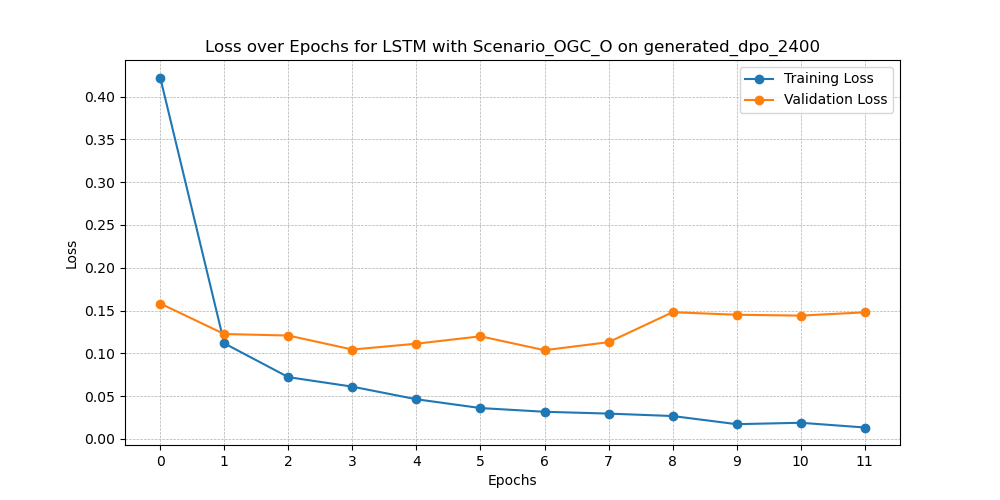 Loss over Epochs for LSTM with Scenario_OGC_O on generated_dpo_2400
Training Loss
Validation Loss
Loss
0.40
0.35
0.30
0.25
0.20
0.15
0.10
0.05
0.00
0 1 2 3 4 5 6 7 8 9 10 11
Epochs